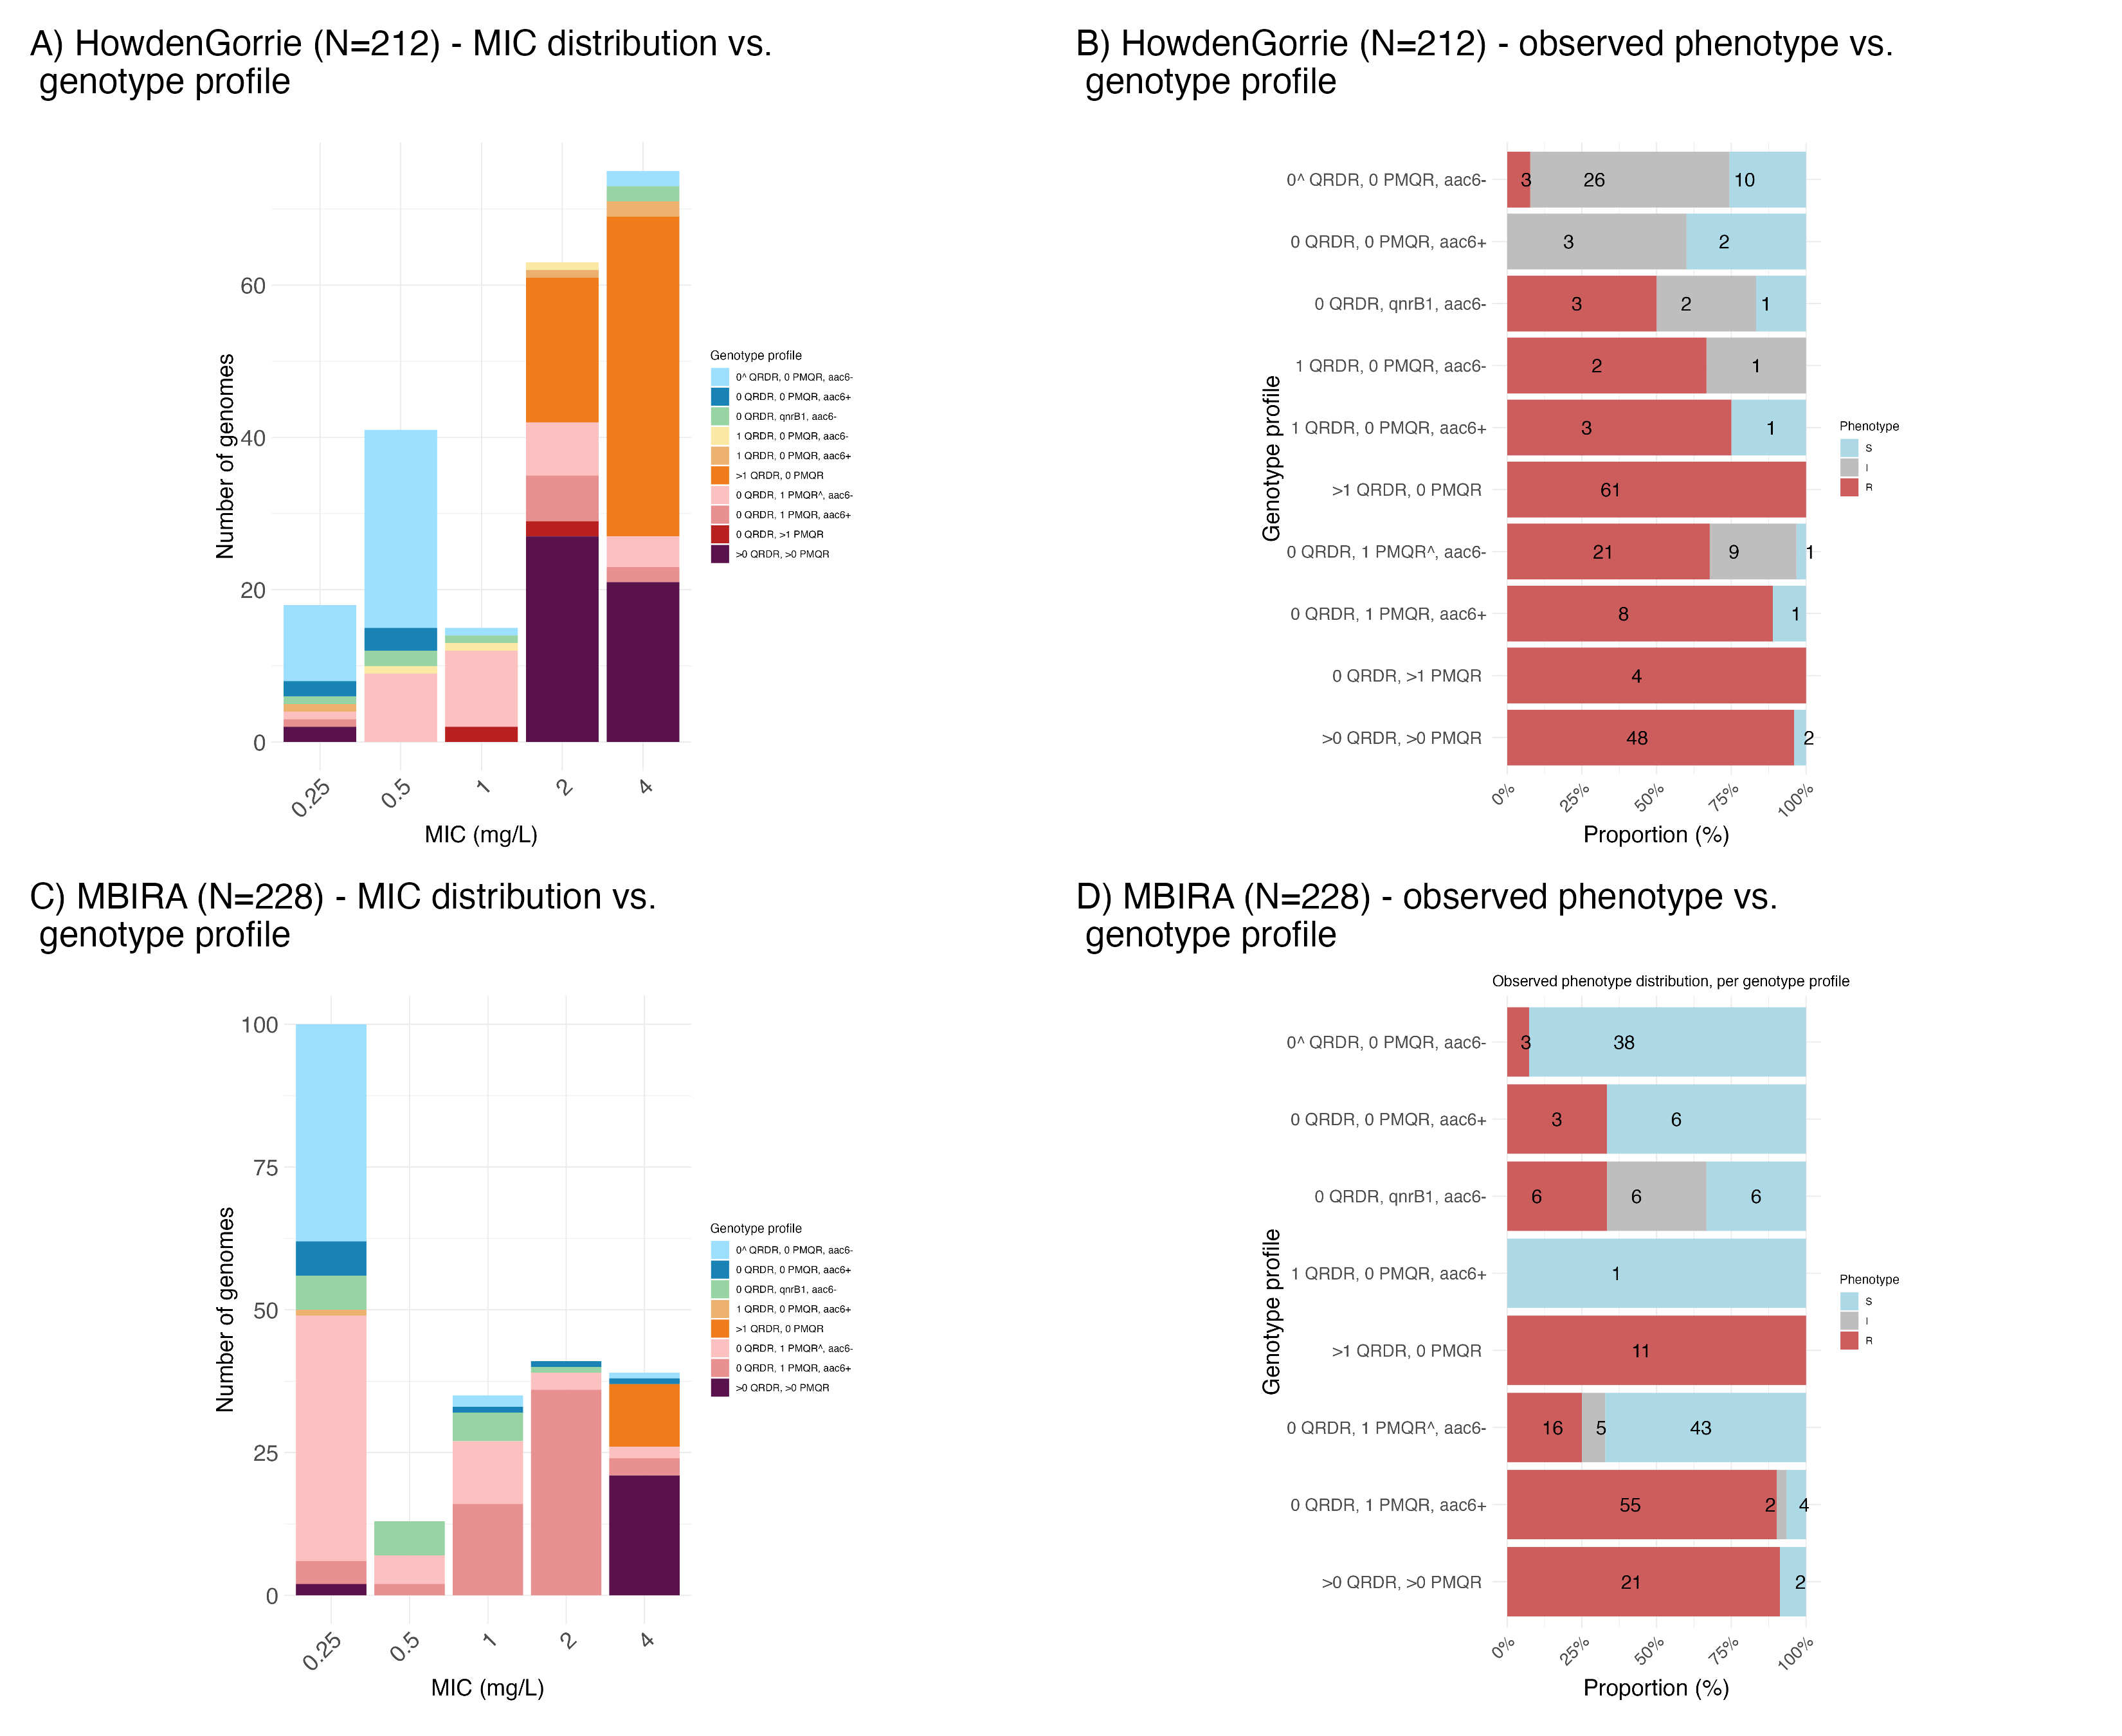 A) HowdenGorrie (N=212) - MIC distribution vs.
genotype profile
Number of genomes
60
40
20
0
0.25
0.5
1
2
4
MIC (mg/L)
Genotype profile
0^ QRDR, 0 PMQR, aac6-
0 QRDR, 0 PMQR, aac6+
0 QRDR, qnrB1, aac6-
1 QRDR, 0 PMQR, aac6-
1 QRDR, 0 PMQR, aac6+
>1 QRDR, 0 PMQR
0 QRDR, 1 PMQR^, aac6-
0 QRDR, 1 PMQR, aac6+
0 QRDR, >1 PMQR
>0 QRDR, >0 PMQR
B) HowdenGorrie (N=212) - observed phenotype vs.
genotype profile
Genotype profile
0^ QRDR, 0 PMQR, aac6- 3 26 10
0 QRDR, 0 PMQR, aac6+ 3 2
0 QRDR, qnrB1, aac6- 3 2 1
1 QRDR, 0 PMQR, aac6- 2 1
1 QRDR, 0 PMQR, aac6+ 3 1
>1 QRDR, 0 PMQR 61
0 QRDR, 1 PMQR^, aac6- 21 9 1
0 QRDR, 1 PMQR, aac6+ 8 1
0 QRDR, >1 PMQR 4
>0 QRDR, >0 PMQR 48 2
0% 25% 50% 75% 100%
Proportion (%)
Phenotype
S
I
R
C) MBIRA (N=228) - MIC distribution vs.
genotype profile
Number of genomes
100
75
50
25
0
0.25
0.5
1
2
4
MIC (mg/L)
Genotype profile
0^ QRDR, 0 PMQR, aac6-
0 QRDR, 0 PMQR, aac6+
0 QRDR, qnrB1, aac6-
1 QRDR, 0 PMQR, aac6+
>1 QRDR, 0 PMQR
0 QRDR, 1 PMQR^, aac6-
0 QRDR, 1 PMQR, aac6+
>0 QRDR, >0 PMQR
D) MBIRA (N=228) - observed phenotype vs.
genotype profile
Observed phenotype distribution, per genotype profile
Genotype profile
0^ QRDR, 0 PMQR, aac6- 3 38
0 QRDR, 0 PMQR, aac6+ 3 6
0 QRDR, qnrB1, aac6- 6 6 6
1 QRDR, 0 PMQR, aac6+ 1
>1 QRDR, 0 PMQR 11
0 QRDR, 1 PMQR^, aac6- 16 5 43
0 QRDR, 1 PMQR, aac6+ 55 2 4
>0 QRDR, >0 PMQR 21 2
0% 25% 50% 75% 100%
Proportion (%)
Phenotype
S
I
R